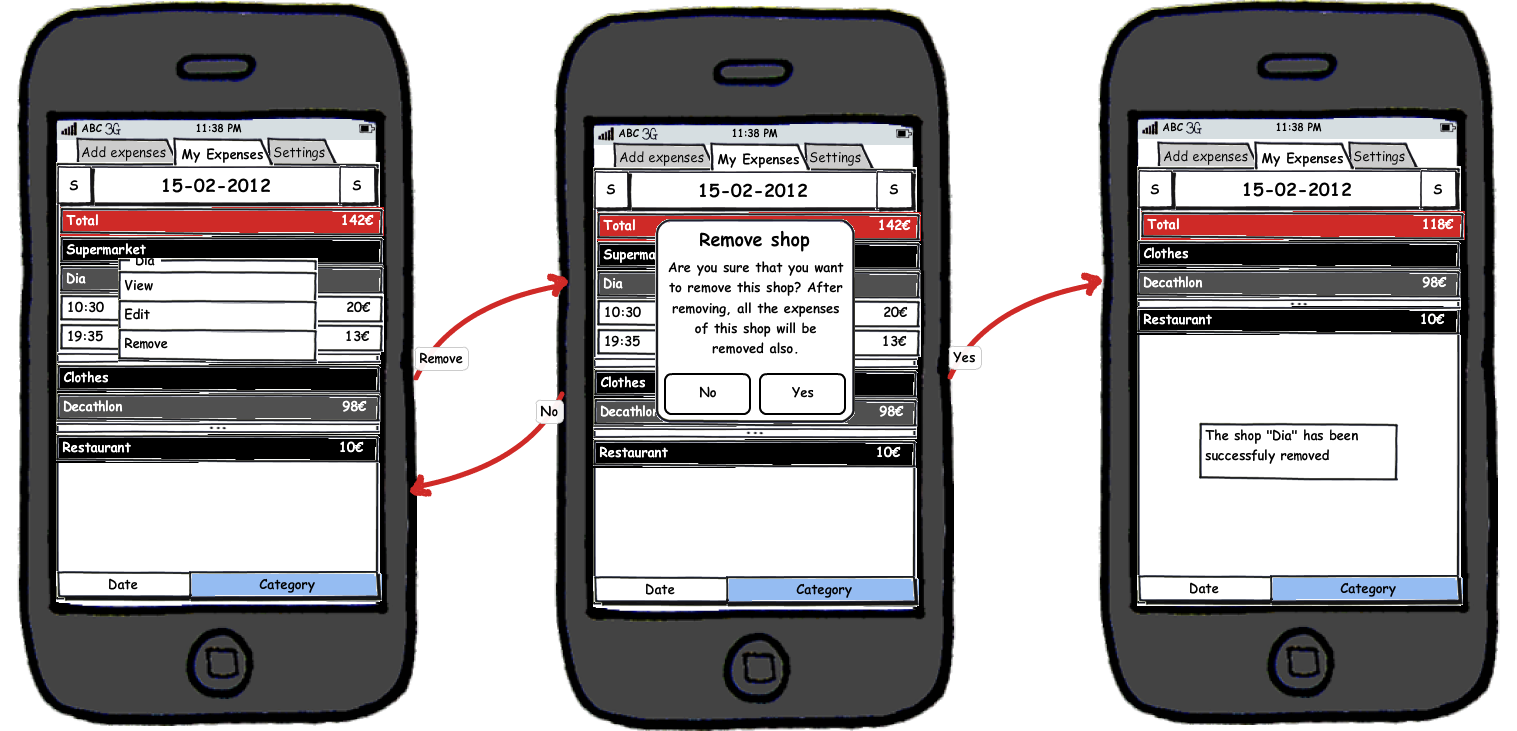 ABC 3G 11:38 PM
Add expenses My Expenses Settings
S 15-02-2012 S
Total 142€
Supermarket
Dia
Dia
View
Edit
Remove
10:30 20€
19:35 13€
Clothes
Decathlon 98€
...
Restaurant 10€
Date Category
Remove
No
ABC 3G 11:38 PM
Add expenses My Expenses Settings
S 15-02-2012 S
Total 142€
Superma
Dia
10:30 20€
19:35 13€
Clothes
Decathlon 98€
...
Restaurant 10€
Remove shop
Are you sure that you want
to remove this shop? After
removing, all the expenses
of this shop will be
removed also.
No Yes
Date Category
Yes
ABC 3G 11:38 PM
Add expenses My Expenses Settings
S 15-02-2012 S
Total 118€
Clothes
Decathlon 98€
...
Restaurant 10€
The shop "Dia" has been
successfuly removed
Date Category